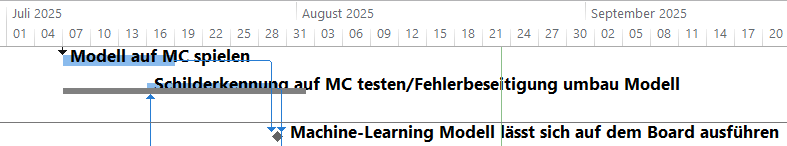 Juli 2025 August 2025 September 2025
01 04 07 10 13 16 19 22 25 28 31 03 06 09 12 15 18 21 24 27 30 02 05 08 11 14 17 20
Modell auf MC spielen
Schilderkennung auf MC testen/Fehlerbeseitigung umbau Modell
Machine-Learning Modell lässt sich auf dem Board ausführen